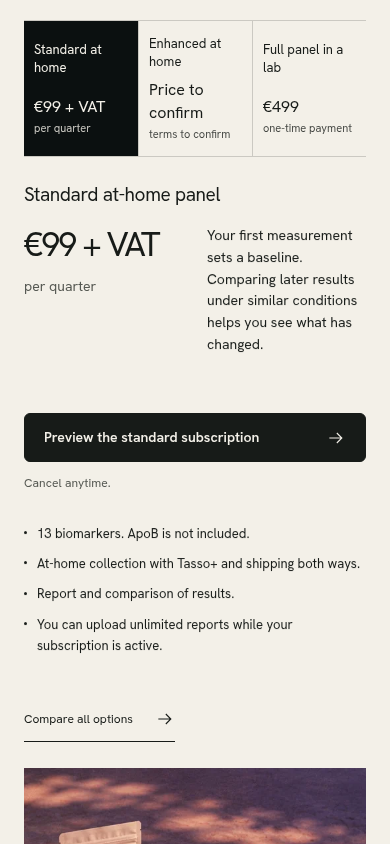 Standard at
home
€99 + VAT
per quarter
Enhanced at
home
Price to
confirm
terms to confirm
Full panel in a
lab
€499
one-time payment
Standard at-home panel
€99 + VAT
per quarter
Your first measurement
sets a baseline.
Comparing later results
under similar conditions
helps you see what has
changed.
Preview the standard subscription →
Cancel anytime.
• 13 biomarkers. ApoB is not included.
• At-home collection with Tasso+ and shipping both ways.
• Report and comparison of results.
• You can upload unlimited reports while your
subscription is active.
Compare all options →